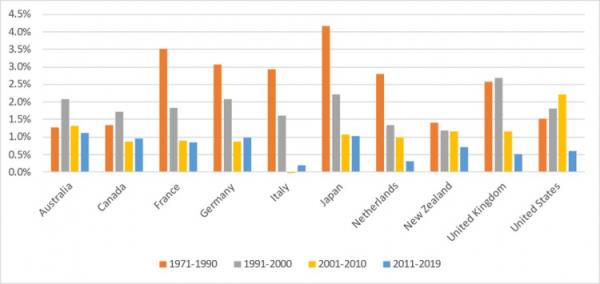 4.5%
4.0%
3.5%
3.0%
2.5%
2.0%
1.5%
1.0%
0.5%
0.0%
Australia
Canada
France
Germany
Italy
Japan
Netherlands
New Zealand
United Kingdom
United States
1971-1990 1991-2000 2001-2010 2011-2019